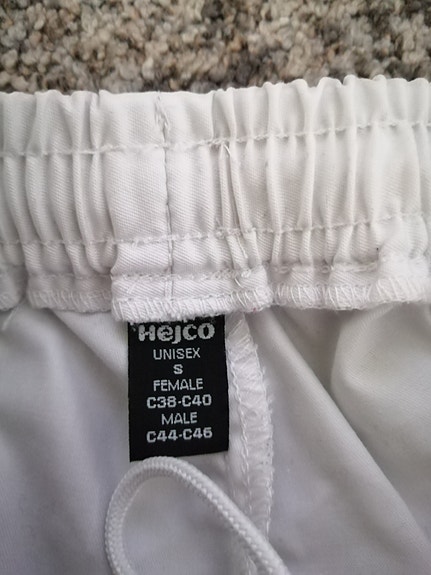 Hejco
UNISEX
S
FEMALE
C38-C40
MALE
C44-C46